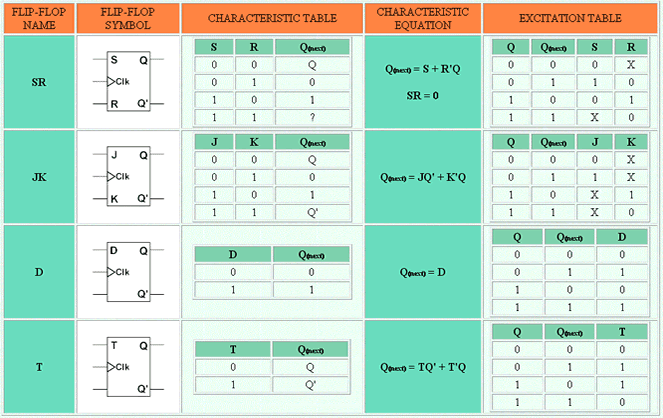 FLIP-FLOP NAME FLIP-FLOP SYMBOL CHARACTERISTIC TABLE CHARACTERISTIC EQUATION EXCITATION TABLE
SR
S Q
Clk
R Q'
S R Q(next)
0 0 Q
0 1 0
1 0 1
1 1 ?
Q(next) = S + R'Q
SR = 0
Q Q(next) S R
0 0 0 X
0 1 1 0
1 0 0 1
1 1 X 0
JK
J Q
Clk
K Q'
J K Q(next)
0 0 Q
0 1 0
1 0 1
1 1 Q'
Q(next) = JQ' + K'Q
Q Q(next) J K
0 0 0 X
0 1 1 X
1 0 X 1
1 1 X 0
D
D Q
Clk
Q'
D Q(next)
0 0
1 1
Q(next) = D
Q Q(next) D
0 0 0
0 1 1
1 0 0
1 1 1
T
T Q
Clk
Q'
T Q(next)
0 Q
1 Q'
Q(next) = TQ' + T'Q
Q Q(next) T
0 0 0
0 1 1
1 0 1
1 1 0